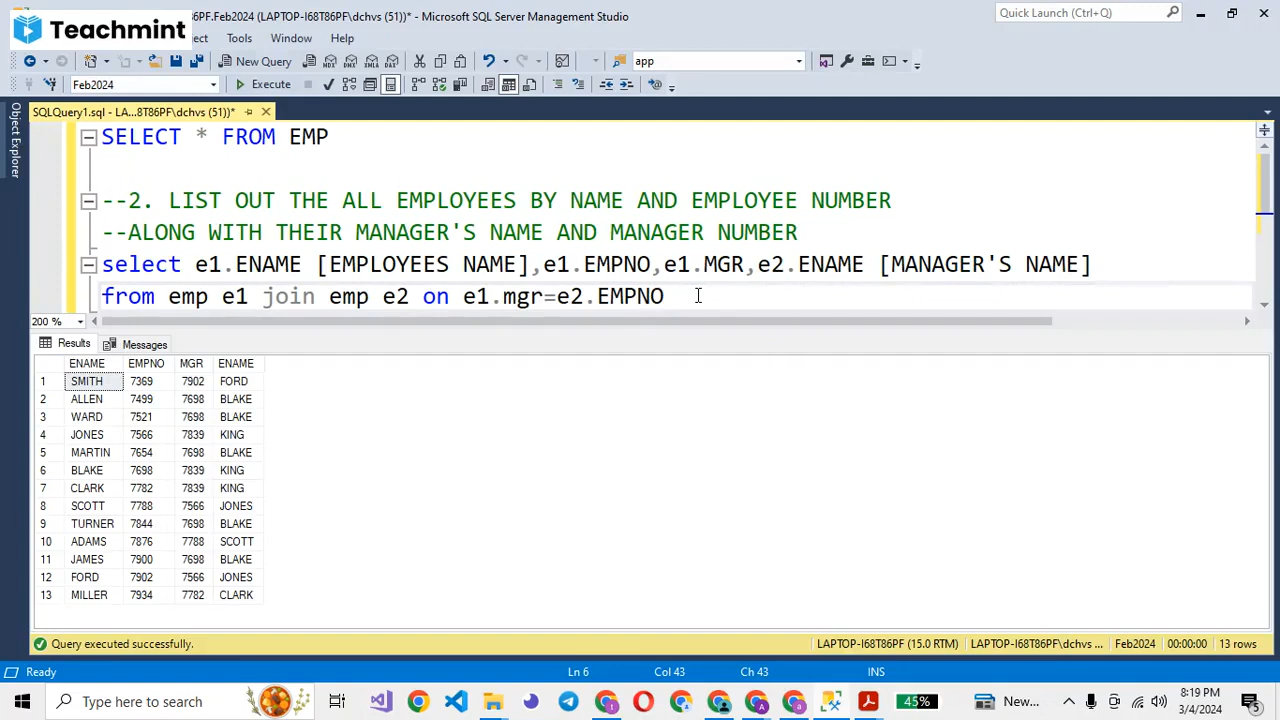 Teachmint
PF.Feb2024 (LAPTOP-I68T86PF\dchvs (51))* - Microsoft SQL Server Management Studio
Quick Launch (Ctrl+Q)
ect Tools Window Help
New Query
app
Feb2024
Execute
SQLQuery1.sql - LA...8T86PF\dchvs (51))*
Object Explorer
SELECT * FROM EMP
--2. LIST OUT THE ALL EMPLOYEES BY NAME AND EMPLOYEE NUMBER
--ALONG WITH THEIR MANAGER'S NAME AND MANAGER NUMBER
select e1.ENAME [EMPLOYEES NAME],e1.EMPNO,e1.MGR,e2.ENAME [MANAGER'S NAME]
from emp e1 join emp e2 on e1.mgr=e2.EMPNO
200 %
Results Messages
ENAME EMPNO MGR ENAME
1 SMITH 7369 7902 FORD
2 ALLEN 7499 7698 BLAKE
3 WARD 7521 7698 BLAKE
4 JONES 7566 7839 KING
5 MARTIN 7654 7698 BLAKE
6 BLAKE 7698 7839 KING
7 CLARK 7782 7839 KING
8 SCOTT 7788 7566 JONES
9 TURNER 7844 7698 BLAKE
10 ADAMS 7876 7788 SCOTT
11 JAMES 7900 7698 BLAKE
12 FORD 7902 7566 JONES
13 MILLER 7934 7782 CLARK
Query executed successfully.
LAPTOP-I68T86PF (15.0 RTM) LAPTOP-I68T86PF\dchvs ... Feb2024 00:00:00 13 rows
Ready
Ln 6 Col 43 Ch 43 INS
Type here to search
45%
New...
8:19 PM
3/4/2024
5